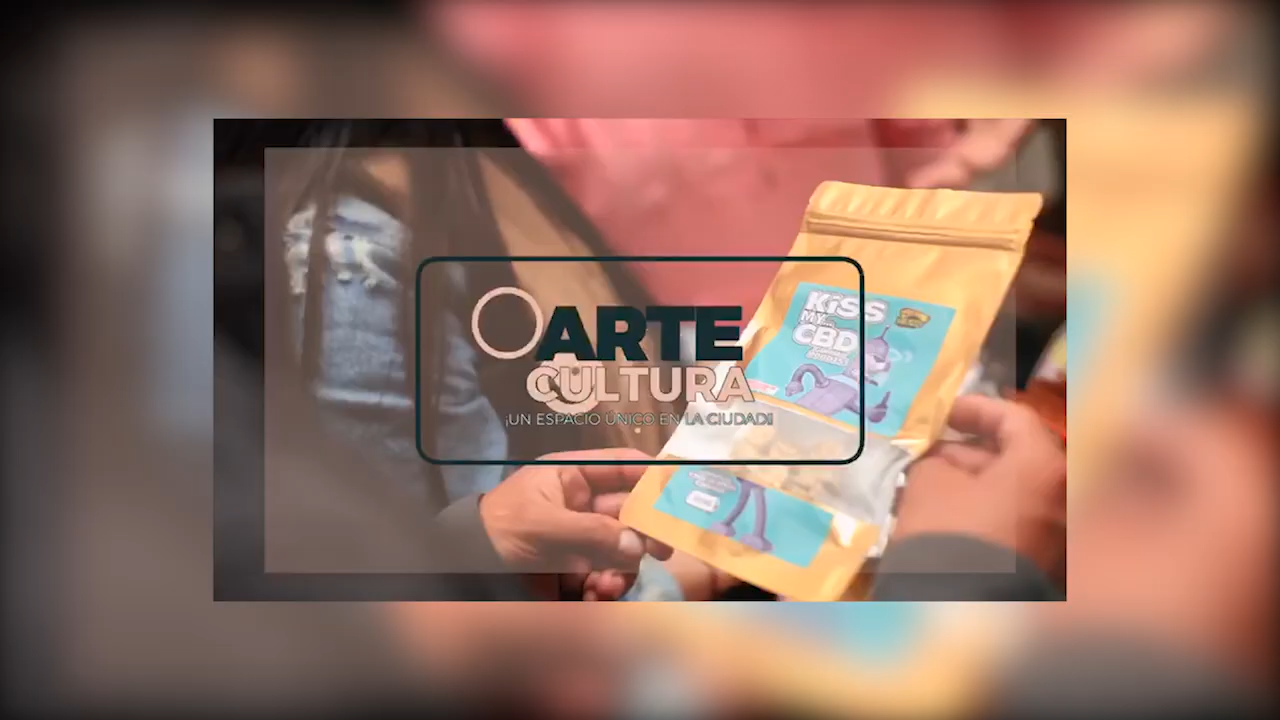 ARTE
CULTURA
¡UN ESPACIO ÚNICO EN LA CIUDAD!
KiSS
MY
CBD